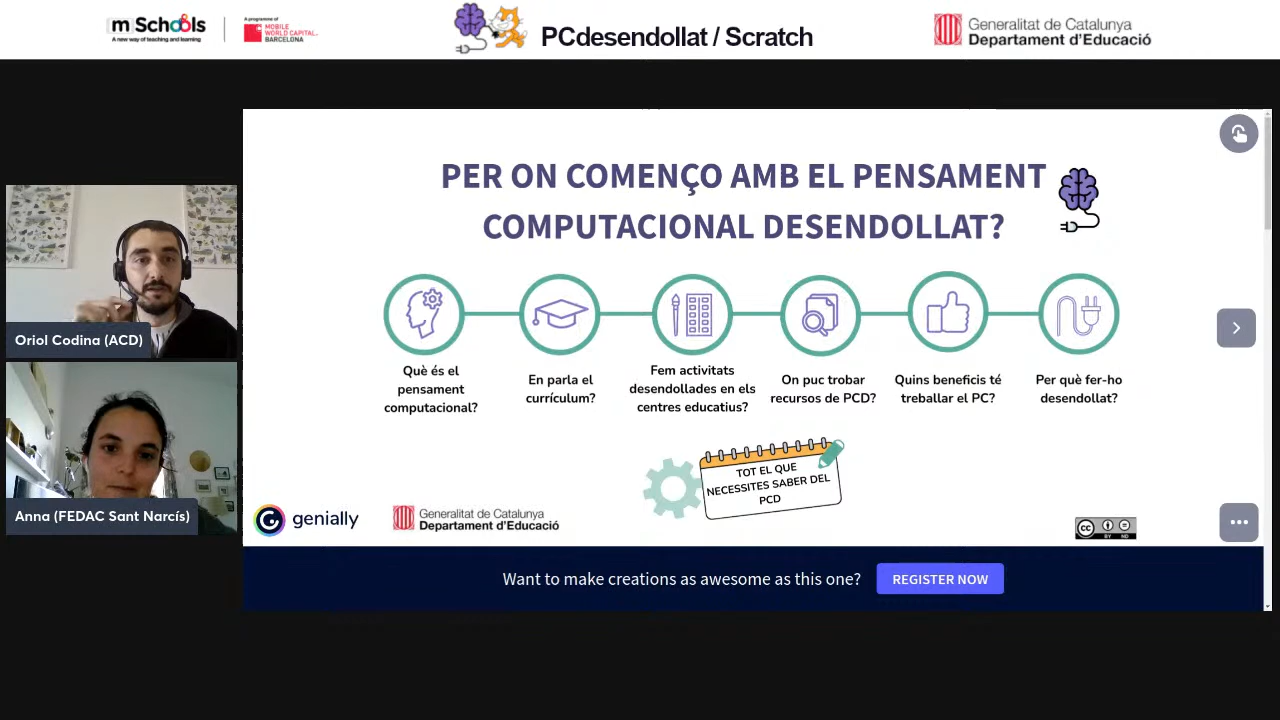 mSchools
A new way of teaching and learning
A programme of
MOBILE
WORLD CAPITAL
BARCELONA
PCdesendollat / Scratch
Generalitat de Catalunya
Departament d'Educació
PER ON COMENÇO AMB EL PENSAMENT
COMPUTACIONAL DESENDOLLAT?
Què és el
pensament
computacional?
En parla el
currículum?
Fem activitats
desendollades en els
centres educatius?
On puc trobar
recursos de PCD?
Quins beneficis té
treballar el PC?
Per què fer-ho
desendollat?
Oriol Codina (ACD)
Anna (FEDAC Sant Narcís)
TOT EL QUE
NECESSITES SABER DEL
PCD
genially
Generalitat de Catalunya
Departament d'Educació
cc
BY ND
Want to make creations as awesome as this one?
REGISTER NOW